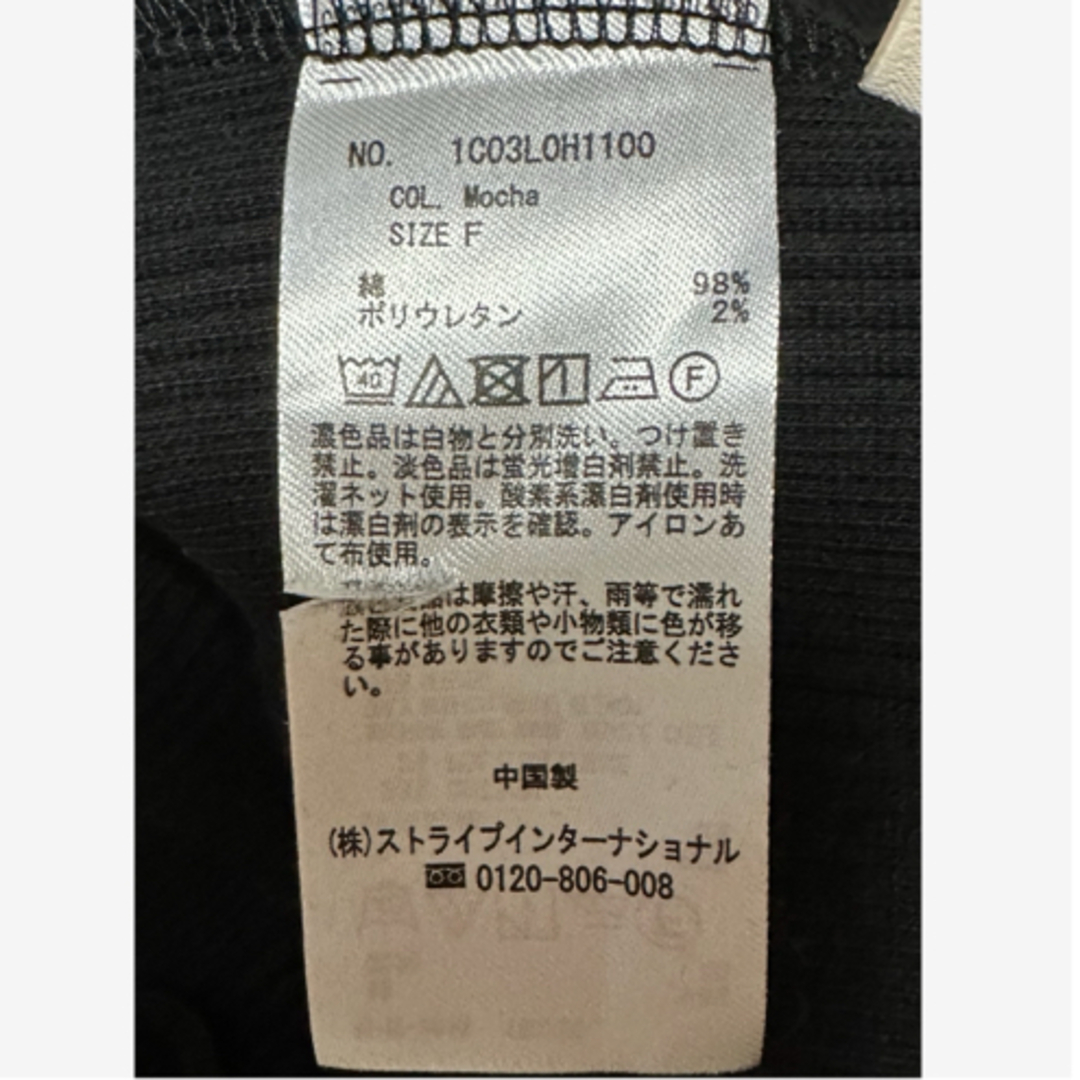 NO. 1C03L0H1100
COL. Mocha
SIZE F
綿 98%
ポリウレタン 2%
40
F
濃色品は白物と分別洗い。つけ置き
禁止。淡色品は蛍光増白剤禁止。洗
濯ネット使用。酸素系漂白剤使用時
は漂白剤の表示を確認。アイロンあ
て布使用。
は摩擦や汗、雨等で濡れ
た際に他の衣類や小物類に色が移
る事がありますのでご注意くださ
い。
中国製
(株)ストライプインターナショナル
0120-806-008